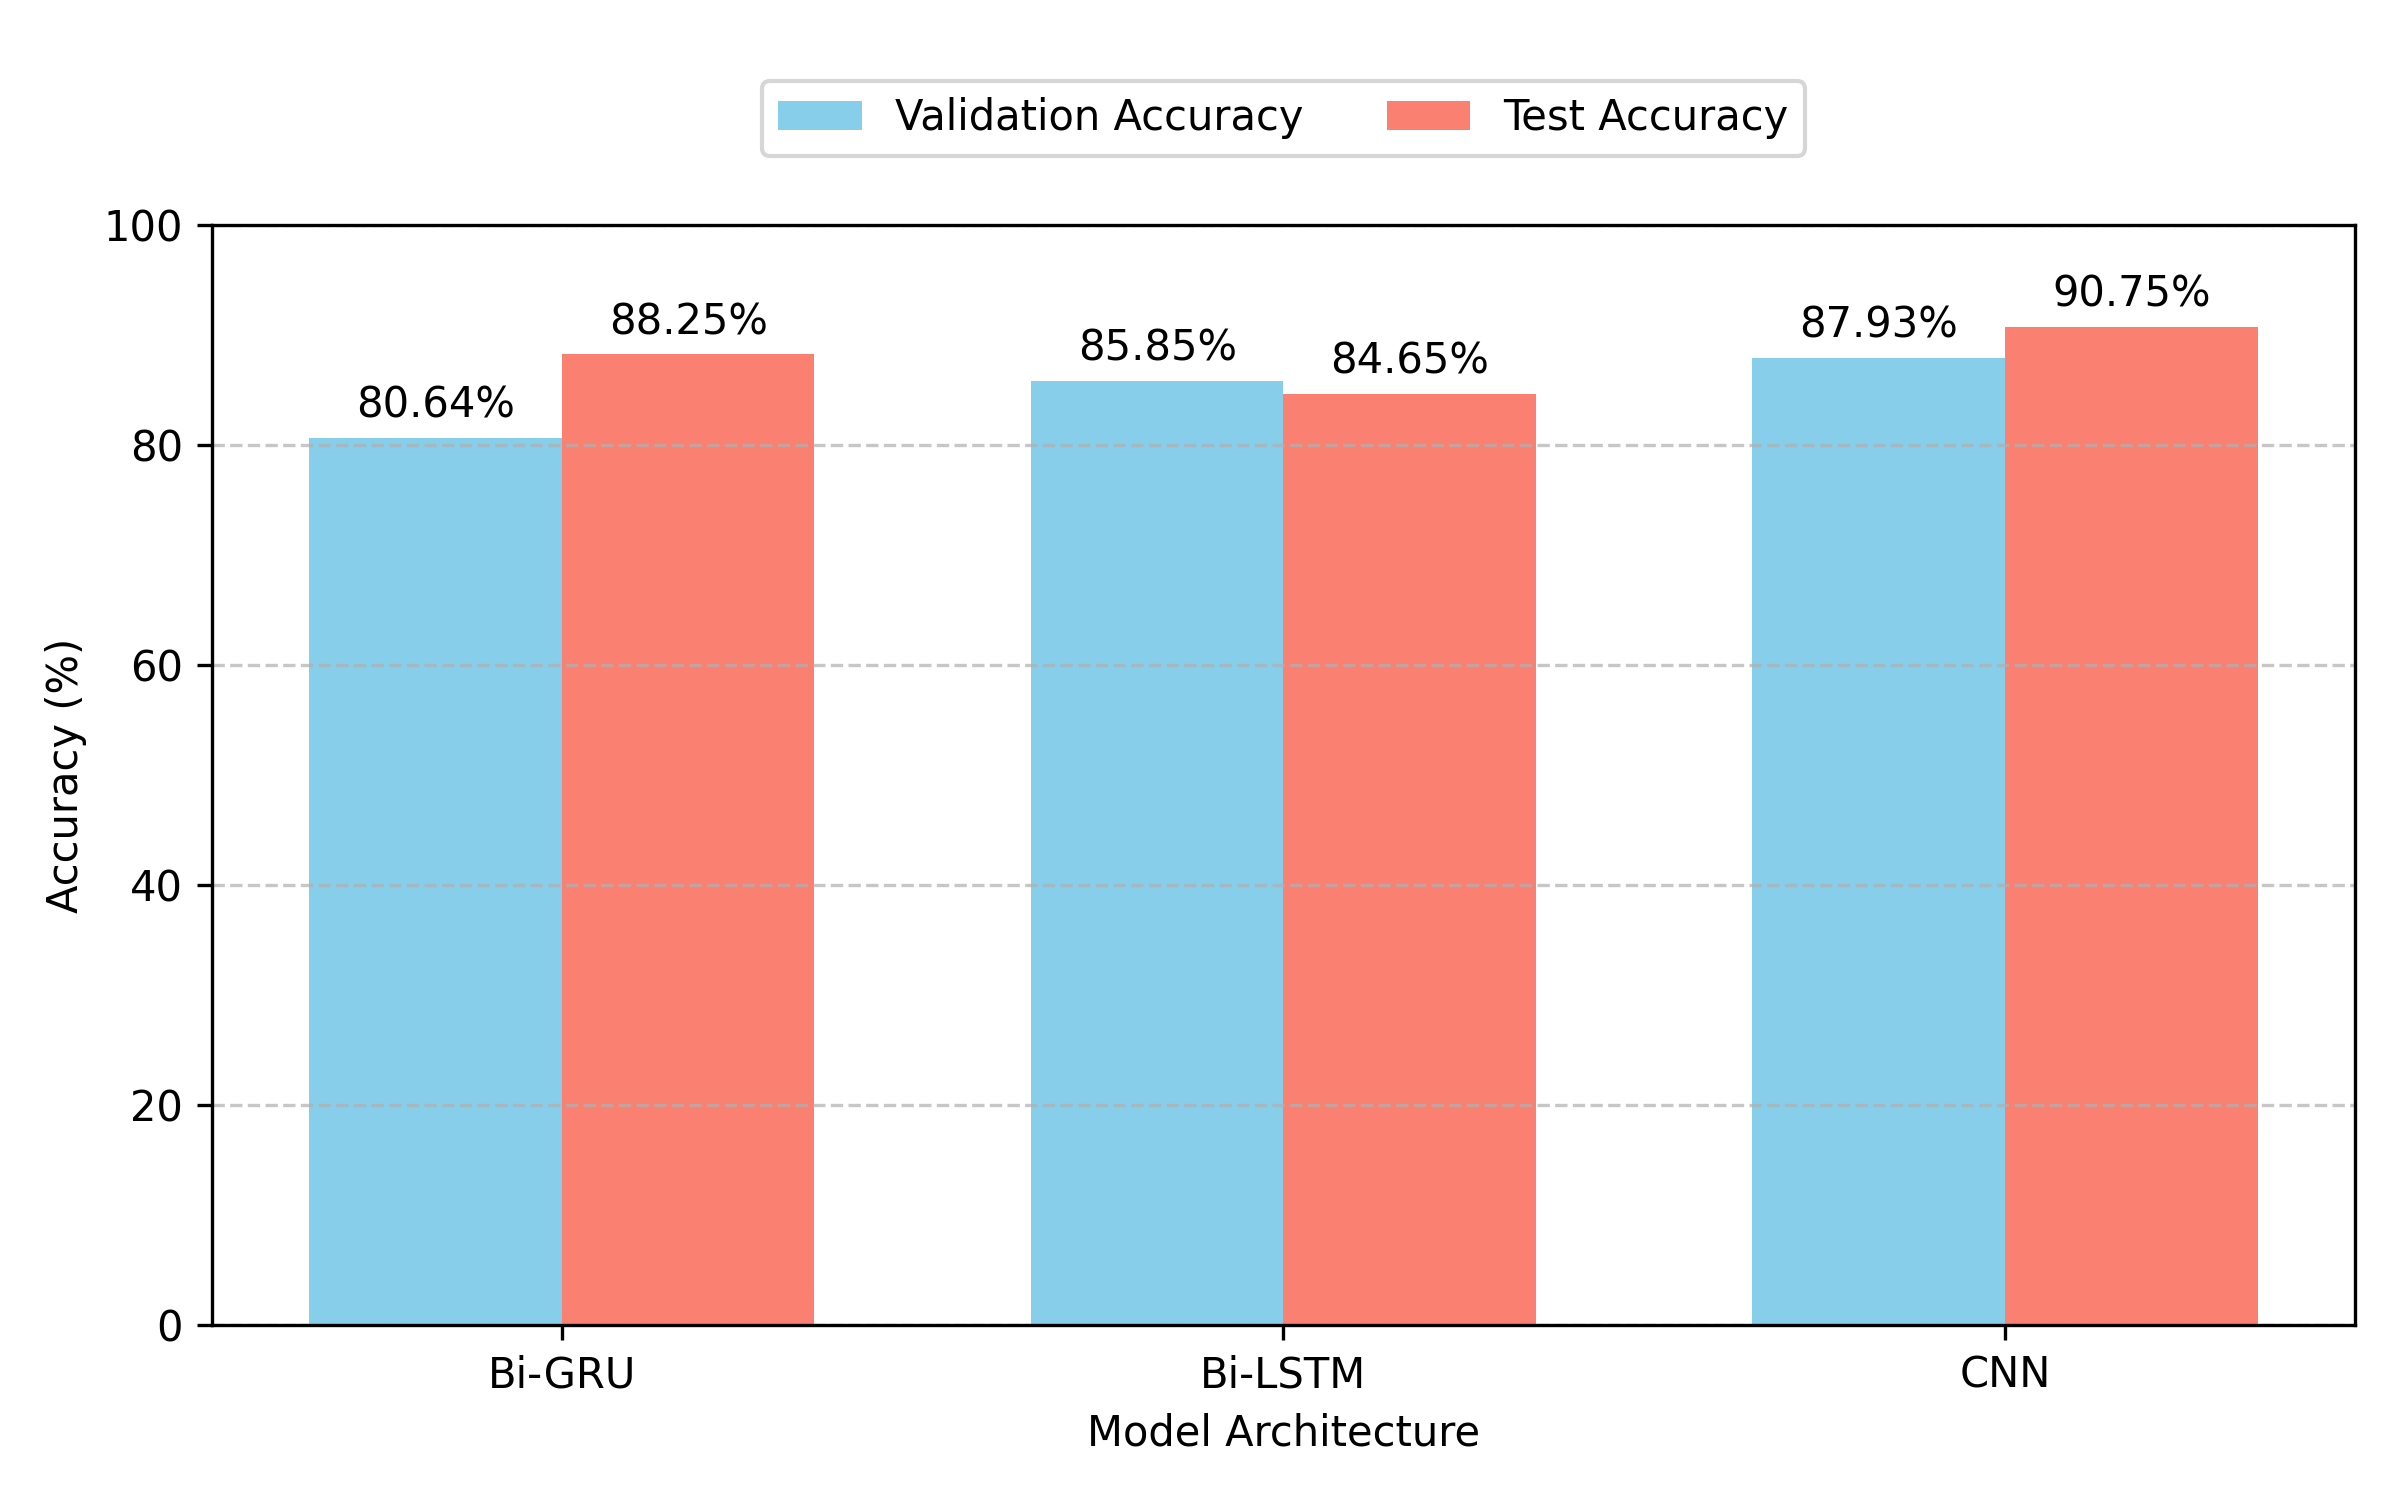 Validation Accuracy Test Accuracy
100
88.25% 85.85% 84.65% 87.93% 90.75%
80.64%
80
60
40
20
0
Accuracy (%)
Bi-GRU Bi-LSTM CNN
Model Architecture